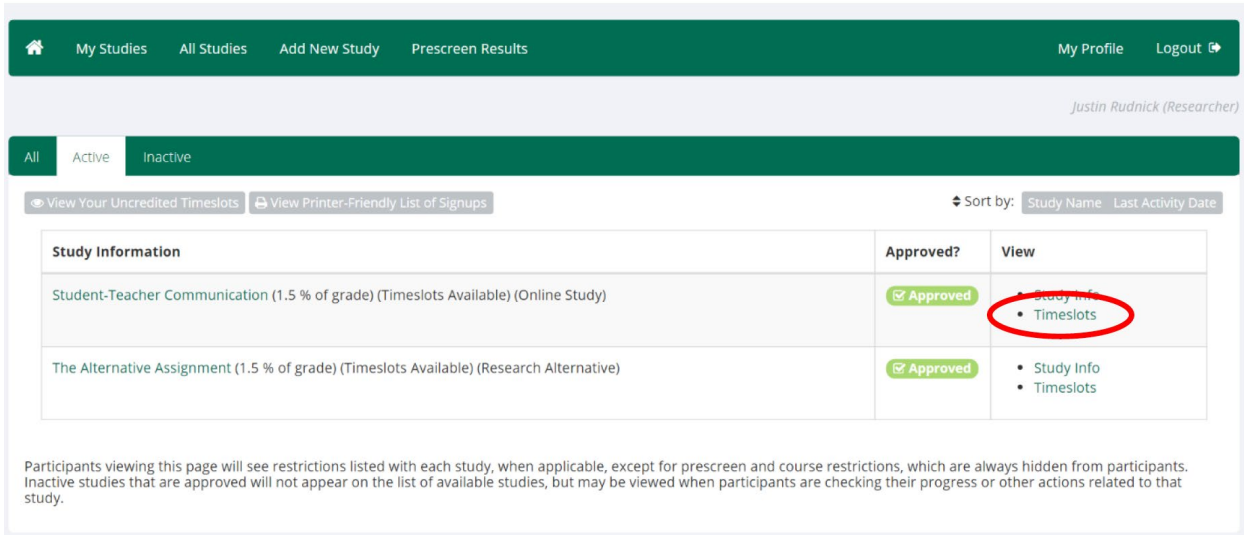 My Studies All Studies Add New Study Prescreen Results My Profile Logout
Justin Rudnick (Researcher)
All Active Inactive
View Your Uncredited Timeslots View Printer-Friendly List of Signups Sort by: Study Name Last Activity Date
Study Information Approved? View
Student-Teacher Communication (1.5 % of grade) (Timeslots Available) (Online Study) Approved • Study Info
• Timeslots
The Alternative Assignment (1.5 % of grade) (Timeslots Available) (Research Alternative) Approved • Study Info
• Timeslots
Participants viewing this page will see restrictions listed with each study, when applicable, except for prescreen and course restrictions, which are always hidden from participants.
Inactive studies that are approved will not appear on the list of available studies, but may be viewed when participants are checking their progress or other actions related to that
study.